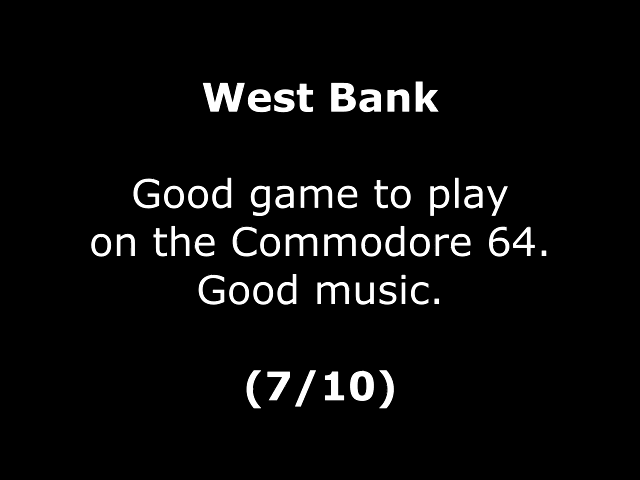 West Bank
Good game to play
on the Commodore 64.
Good music.
(7/10)